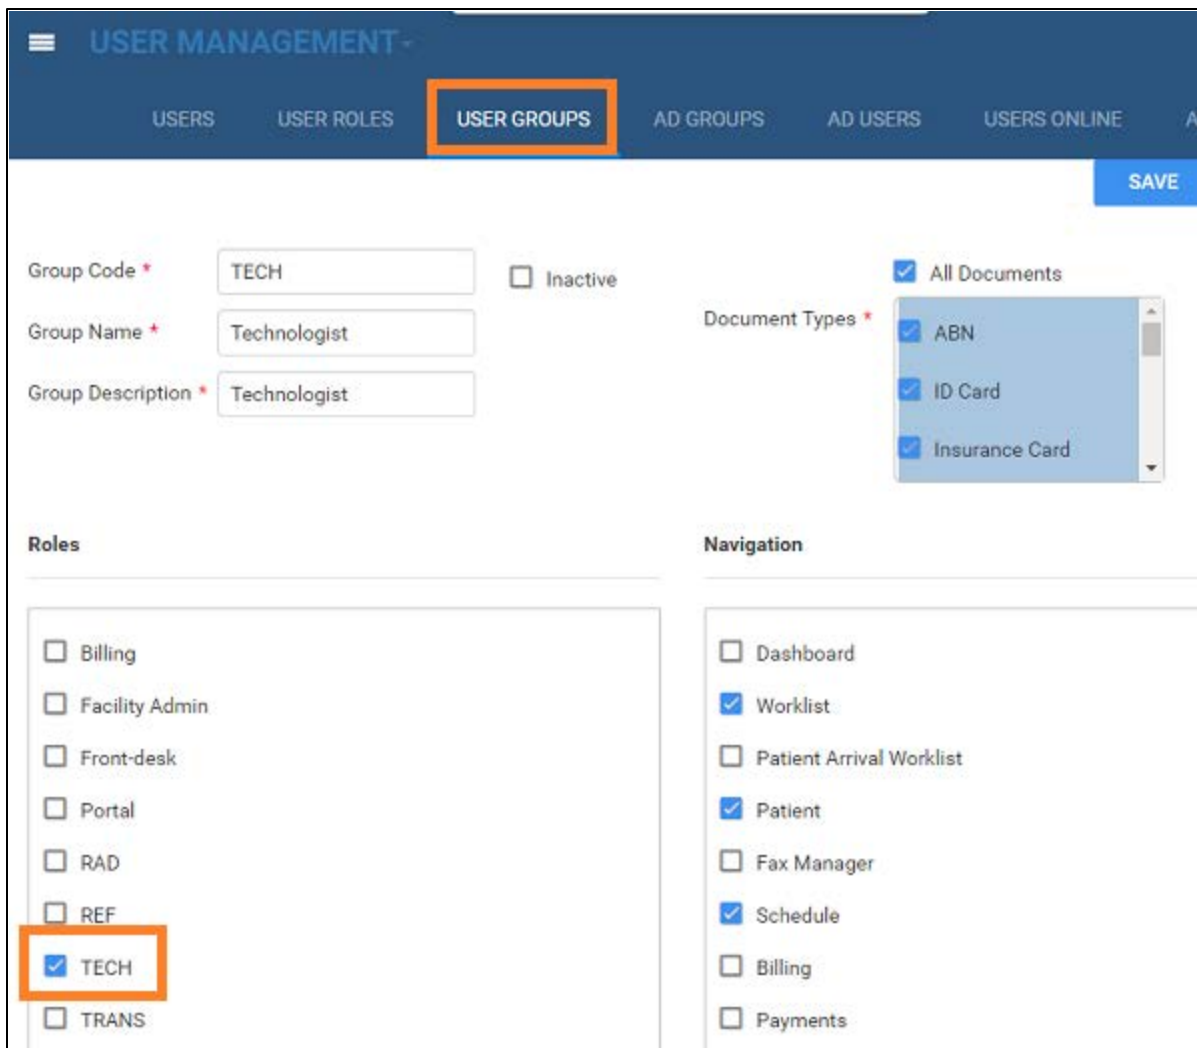 USER MANAGEMENT
USERS USER ROLES USER GROUPS AD GROUPS AD USERS USERS ONLINE A
SAVE
Group Code * TECH Inactive All Documents
Group Name * Technologist Document Types * ABN
Group Description * Technologist ID Card
Insurance Card
Roles Navigation
Billing Dashboard
Facility Admin Worklist
Front-desk Patient Arrival Worklist
Portal Patient
RAD Fax Manager
REF Schedule
TECH Billing
TRANS Payments